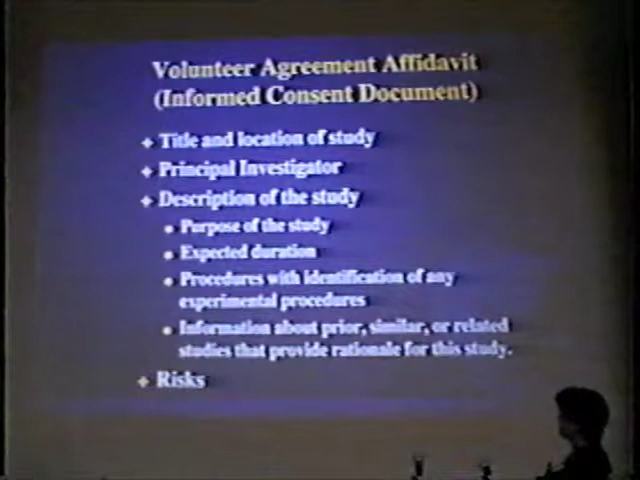 Volunteer Agreement Affidavit
(Informed Consent Document)
Title and location of study
Principal Investigator
Description of the study
Purpose of the study
Expected duration
Procedures with identification of any
experimental procedures
Information about prior, similar, or related
studies that provide rationale for this study.
Risks